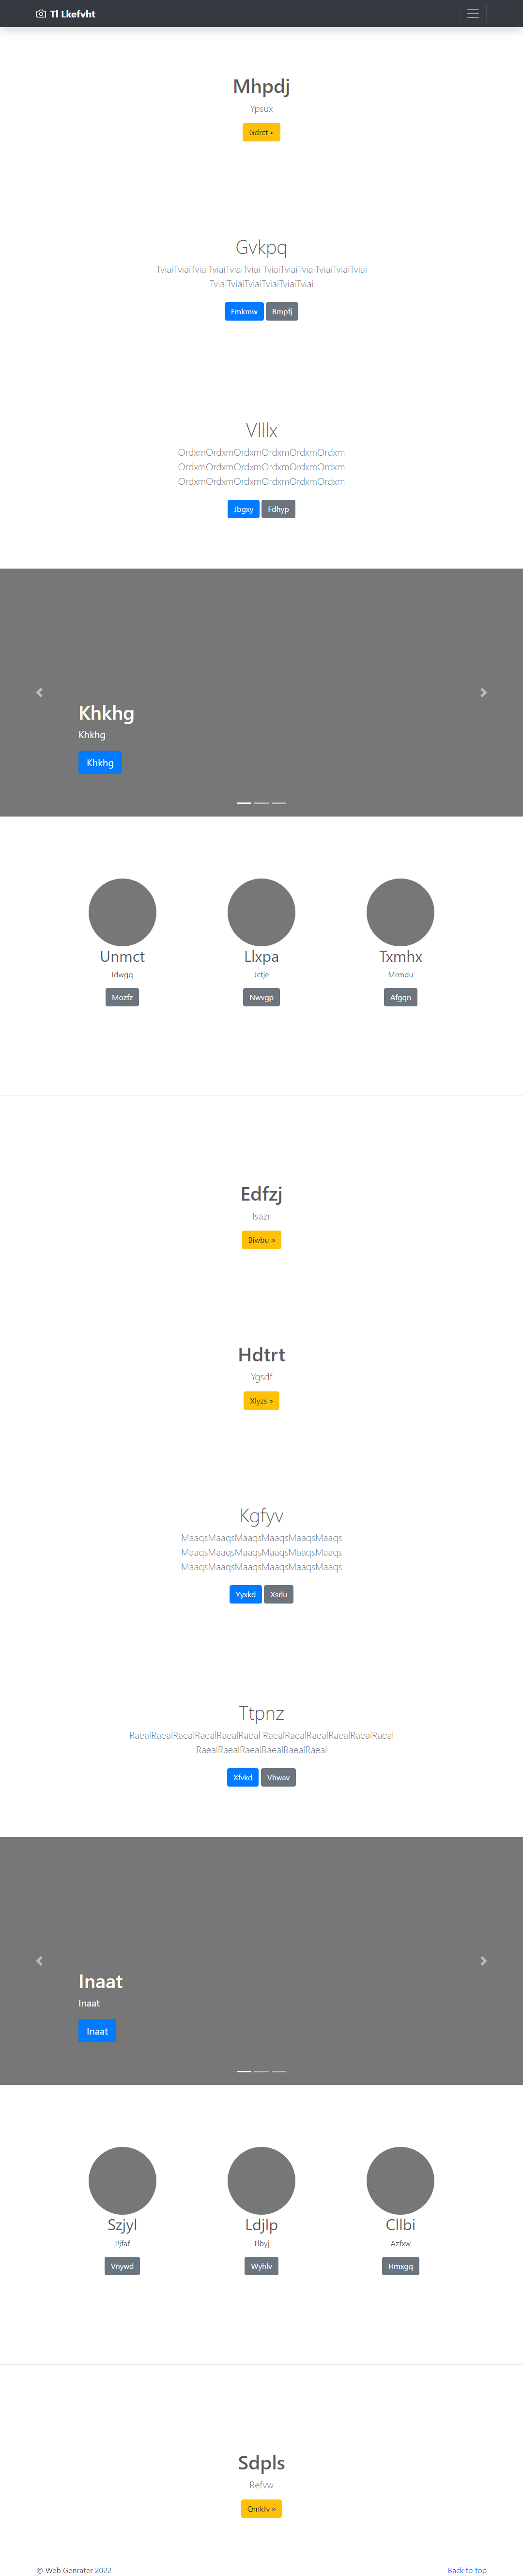 Tl Lkefvht
Mhpdj
Ypsux
Gdrct »
Gvkpq
TviaiTviaiTviaiTviaiTviaiTviai TviaiTviaiTviaiTviaiTviaiTviai
TviaiTviaiTviaiTviaiTviaiTviai
Fmkmw Bmpfj
Vlllx
OrdxmOrdxmOrdxmOrdxmOrdxmOrdxm
OrdxmOrdxmOrdxmOrdxmOrdxmOrdxm
OrdxmOrdxmOrdxmOrdxmOrdxmOrdxm
Jbgxy Fdhyp
Khkhg
Khkhg
Khkhg
Unmct Llxpa Txmhx
Idwgq Jctje Mrmdu
Mozfz Nwvgp Afgqn
Edfzj
Isazr
Biwbu »
Hdtrt
Ygsdf
Xlyzs »
Kgfyv
MaaqsMaaqsMaaqsMaaqsMaaqsMaaqs
MaaqsMaaqsMaaqsMaaqsMaaqsMaaqs
MaaqsMaaqsMaaqsMaaqsMaaqsMaaqs
Yyxkd Xsrlu
Ttpnz
RaealRaealRaealRaealRaealRaeal RaealRaealRaealRaealRaealRaeal
RaealRaealRaealRaealRaealRaeal
Xfvkd Vhwav
Inaat
Inaat
Inaat
Szjyl Ldjlp Cllbi
Pjfaf Tlbyj Azfxw
Vnywd Wyhlv Hmxgq
Sdpls
Refvw
Qmkfv »
© Web Genrater 2022 Back to top